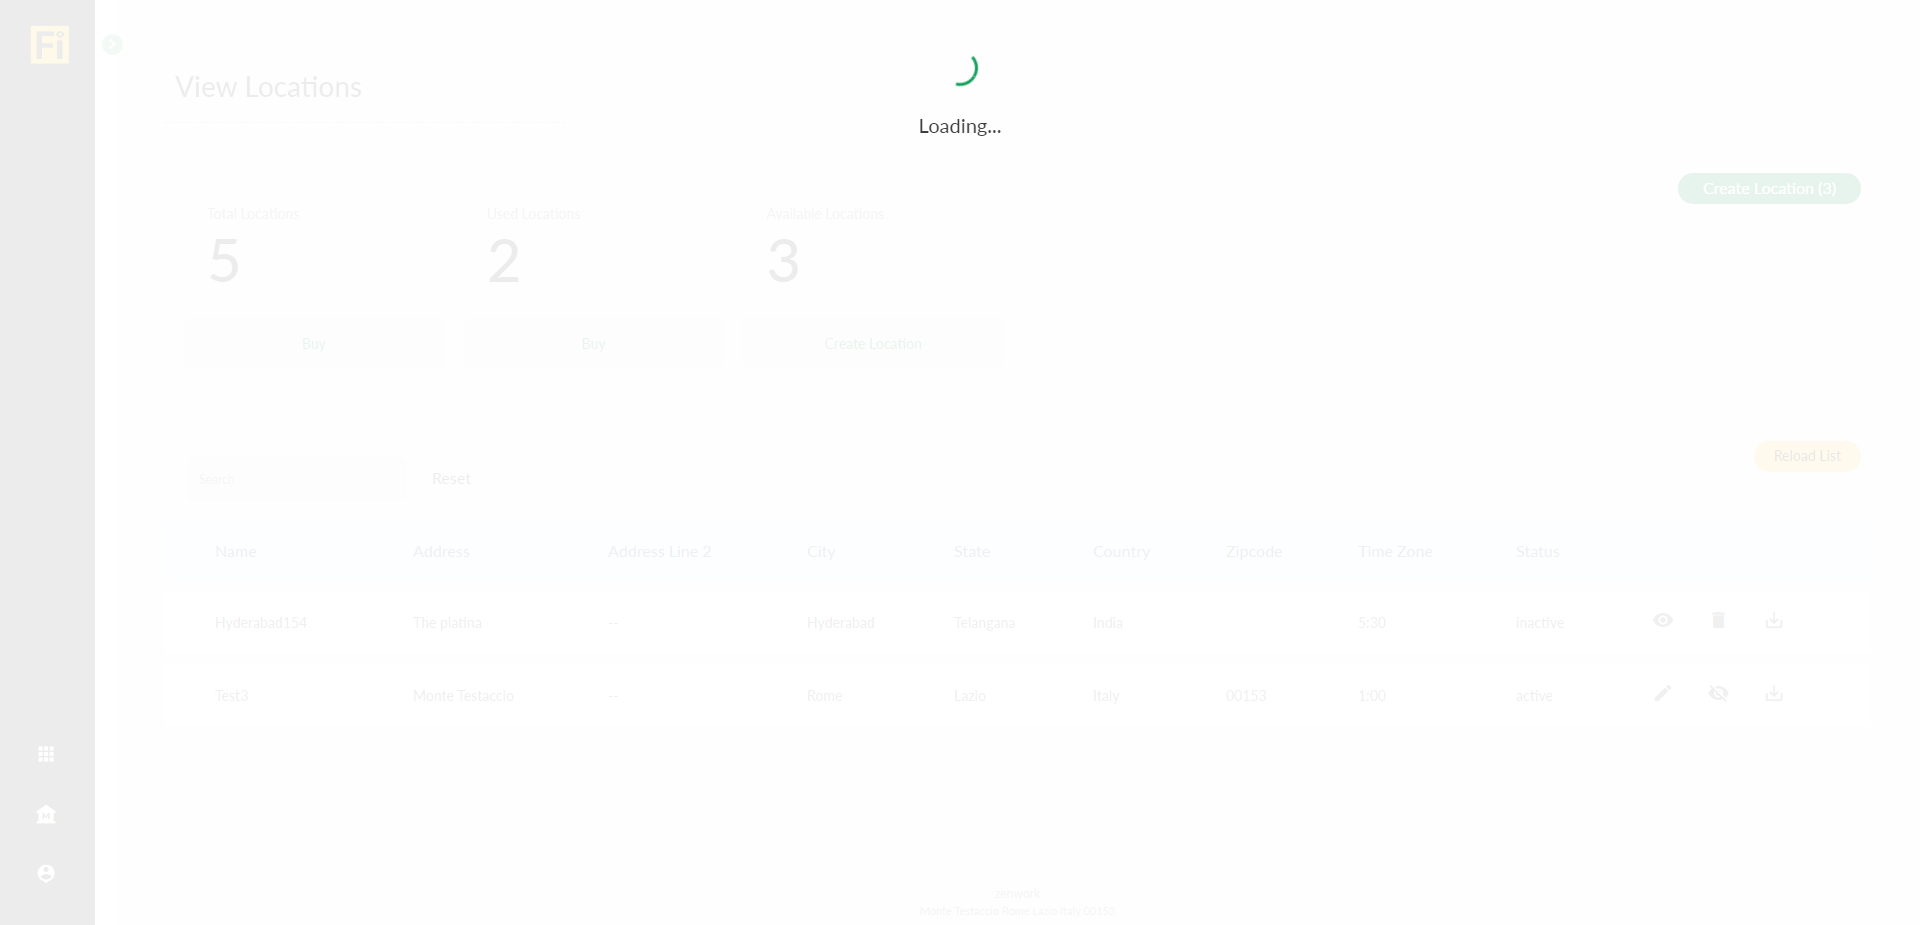 Fi
View Locations
Loading...
Create Location (3)
Total Locations Used Locations Available Locations
5 2 3
Buy Buy Create Location
Reload List
Search Reset
Name Address Address Line 2 City State Country Zipcode Time Zone Status
Hyderabad154 The platina -- Hyderabad Telangana India 5:30 inactive
Test3 Monte Testaccio -- Rome Lazio Italy 00153 1:00 active
zenwork
Monte Testaccio Rome Lazio Italy 00153